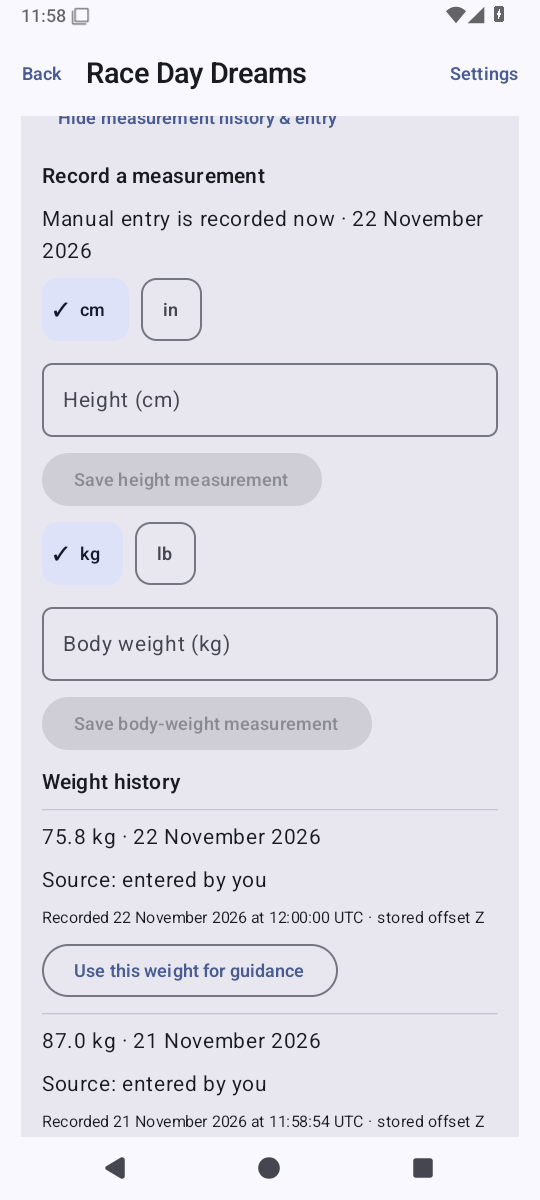 11:58
Back
Race Day Dreams
Settings
Hide measurement history & entry
Record a measurement
Manual entry is recorded now · 22 November
2026
✓ cm
in
Height (cm)
Save height measurement
✓ kg
lb
Body weight (kg)
Save body-weight measurement
Weight history
75.8 kg · 22 November 2026
Source: entered by you
Recorded 22 November 2026 at 12:00:00 UTC · stored offset Z
Use this weight for guidance
87.0 kg · 21 November 2026
Source: entered by you
Recorded 21 November 2026 at 11:58:54 UTC · stored offset Z